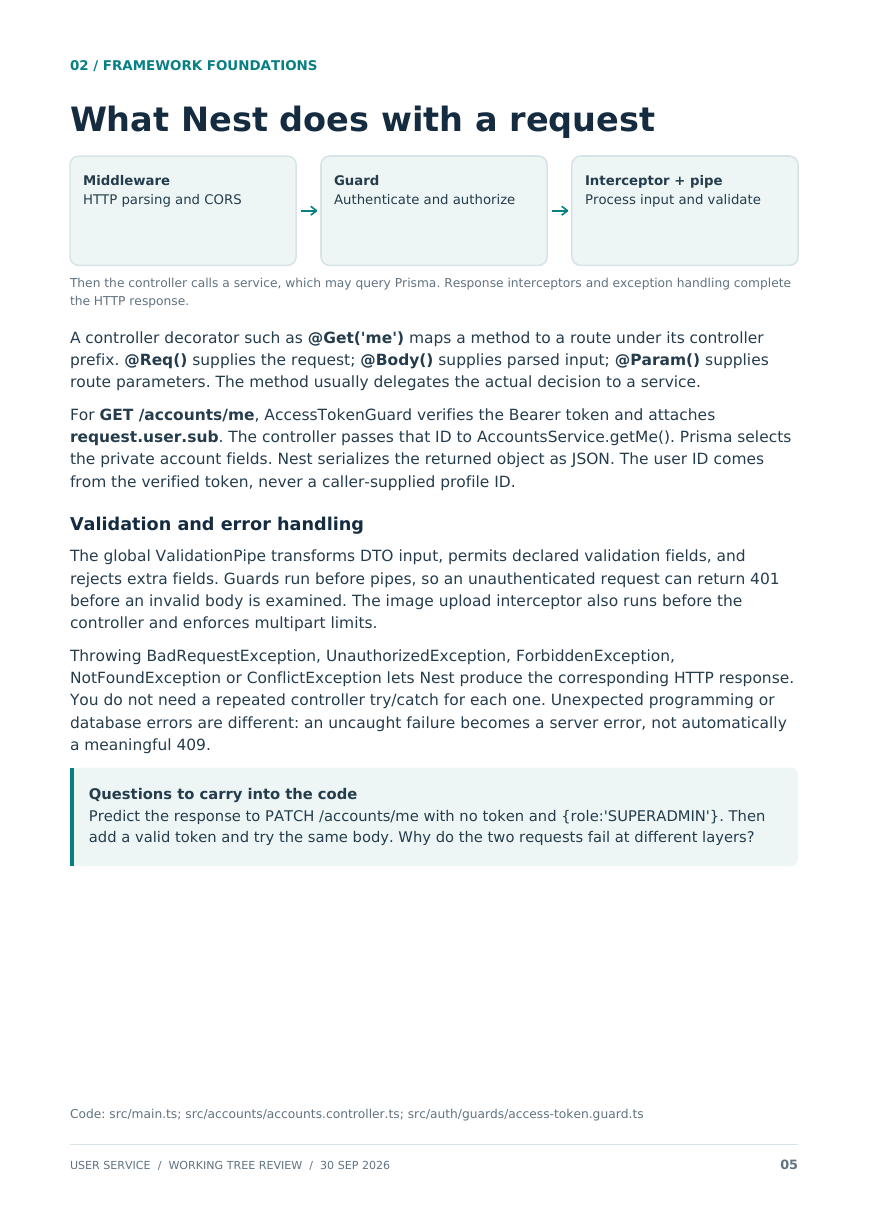 02 / FRAMEWORK FOUNDATIONS
What Nest does with a request
Middleware
HTTP parsing and CORS
→
Guard
Authenticate and authorize
→
Interceptor + pipe
Process input and validate
Then the controller calls a service, which may query Prisma. Response interceptors and exception handling complete
the HTTP response.
A controller decorator such as @Get('me') maps a method to a route under its controller
prefix. @Req() supplies the request; @Body() supplies parsed input; @Param() supplies
route parameters. The method usually delegates the actual decision to a service.
For GET /accounts/me, AccessTokenGuard verifies the Bearer token and attaches
request.user.sub. The controller passes that ID to AccountsService.getMe(). Prisma selects
the private account fields. Nest serializes the returned object as JSON. The user ID comes
from the verified token, never a caller-supplied profile ID.
Validation and error handling
The global ValidationPipe transforms DTO input, permits declared validation fields, and
rejects extra fields. Guards run before pipes, so an unauthenticated request can return 401
before an invalid body is examined. The image upload interceptor also runs before the
controller and enforces multipart limits.
Throwing BadRequestException, UnauthorizedException, ForbiddenException,
NotFoundException or ConflictException lets Nest produce the corresponding HTTP response.
You do not need a repeated controller try/catch for each one. Unexpected programming or
database errors are different: an uncaught failure becomes a server error, not automatically
a meaningful 409.
Questions to carry into the code
Predict the response to PATCH /accounts/me with no token and {role:'SUPERADMIN'}. Then
add a valid token and try the same body. Why do the two requests fail at different layers?
Code: src/main.ts; src/accounts/accounts.controller.ts; src/auth/guards/access-token.guard.ts
USER SERVICE / WORKING TREE REVIEW / 30 SEP 2026
05